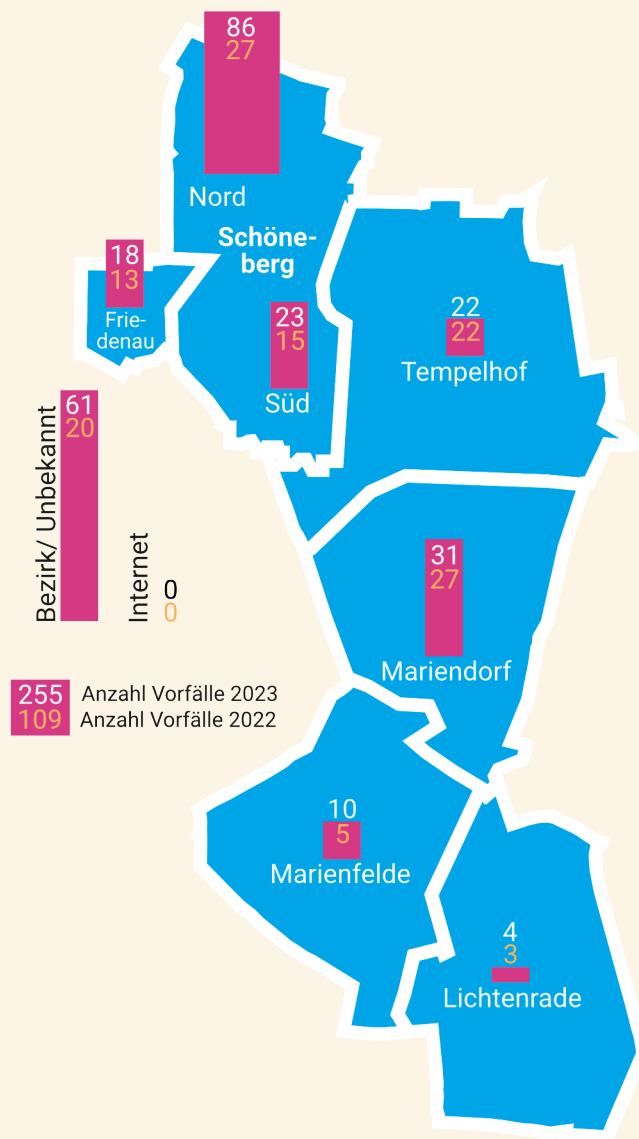 86
27
Nord
Schöne-
berg
18
13
Frie-
denau
23
15
Süd
22
22
Tempelhof
61
20
Bezirk/ Unbekannt
Internet
0
0
31
27
Mariendorf
255 Anzahl Vorfälle 2023
109 Anzahl Vorfälle 2022
10
5
Marienfelde
4
3
Lichtenrade